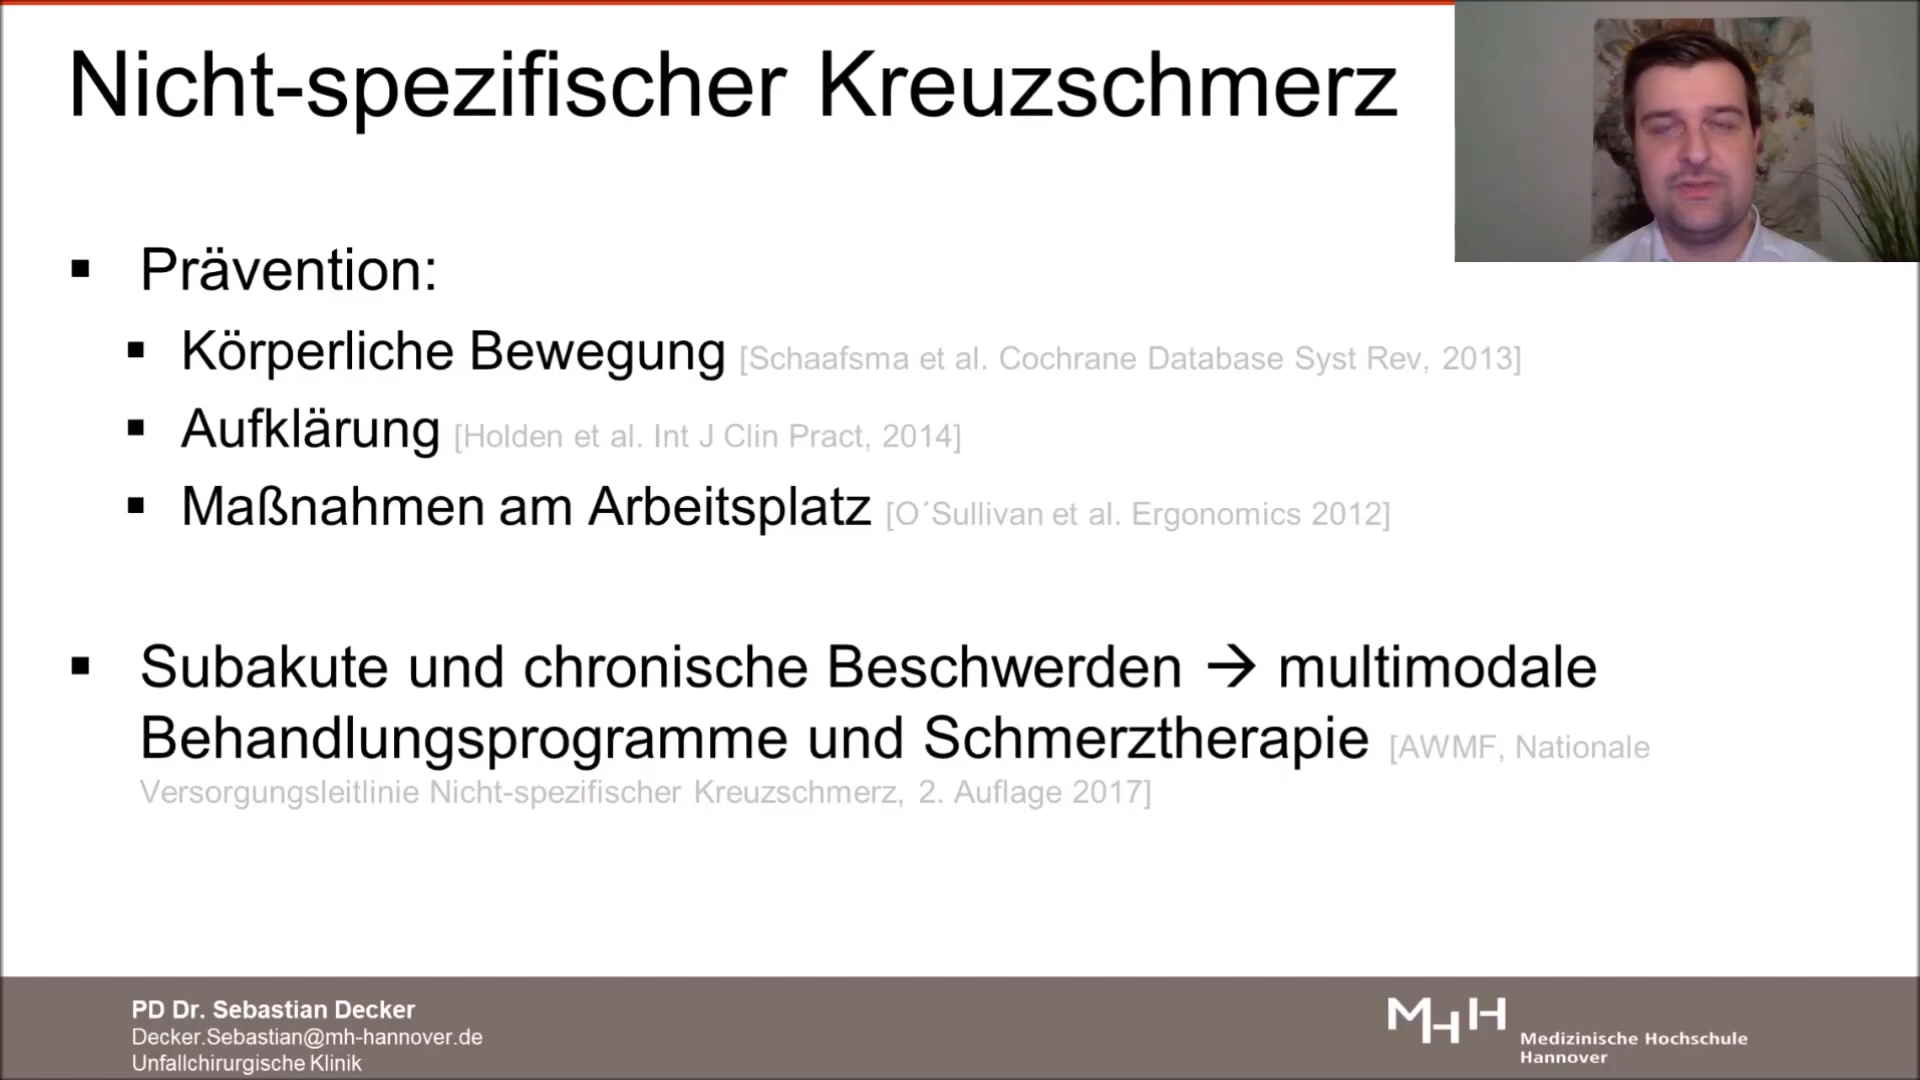 Nicht-spezifischer Kreuzschmerz
▪ Prävention:
▪ Körperliche Bewegung [Schaafsma et al. Cochrane Database Syst Rev, 2013]
▪ Aufklärung [Holden et al. Int J Clin Pract, 2014]
▪ Maßnahmen am Arbeitsplatz [O´Sullivan et al. Ergonomics 2012]
▪ Subakute und chronische Beschwerden → multimodale
Behandlungsprogramme und Schmerztherapie [AWMF, Nationale
Versorgungsleitlinie Nicht-spezifischer Kreuzschmerz, 2. Auflage 2017]
PD Dr. Sebastian Decker
Decker.Sebastian@mh-hannover.de
Unfallchirurgische Klinik
MHH
Medizinische Hochschule
Hannover